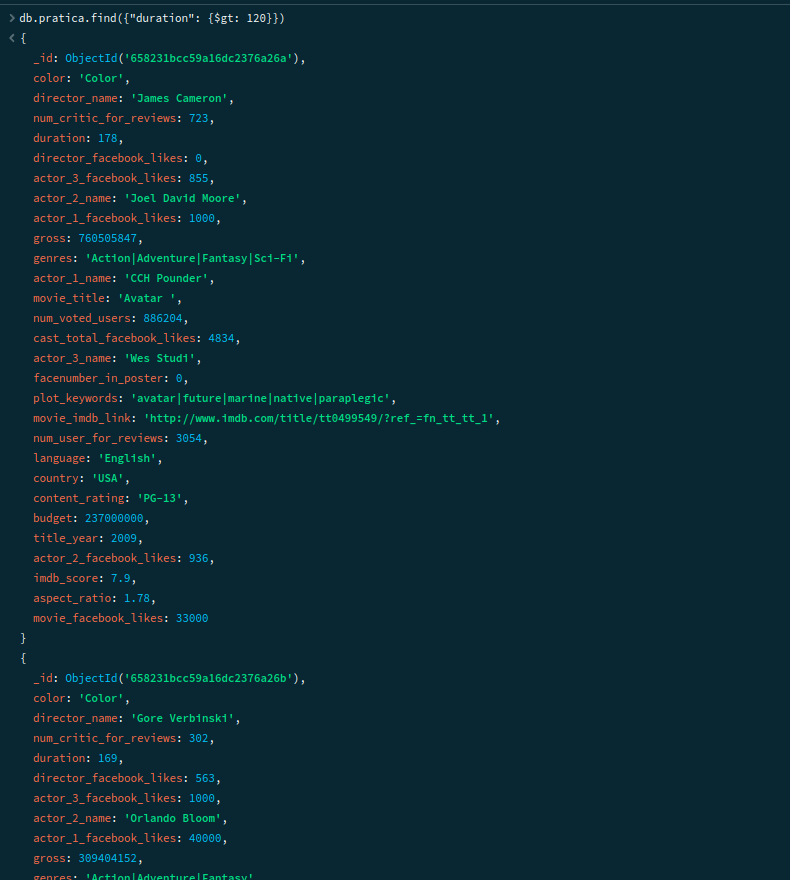 > db.pratica.find({"duration": {$gt: 120}})
< {
_id: ObjectId('658231bcc59a16dc2376a26a'),
color: 'Color',
director_name: 'James Cameron',
num_critic_for_reviews: 723,
duration: 178,
director_facebook_likes: 0,
actor_3_facebook_likes: 855,
actor_2_name: 'Joel David Moore',
actor_1_facebook_likes: 1000,
gross: 760505847,
genres: 'Action|Adventure|Fantasy|Sci-Fi',
actor_1_name: 'CCH Pounder',
movie_title: 'Avatar ',
num_voted_users: 886204,
cast_total_facebook_likes: 4834,
actor_3_name: 'Wes Studi',
facenumber_in_poster: 0,
plot_keywords: 'avatar|future|marine|native|paraplegic',
movie_imdb_link: 'http://www.imdb.com/title/tt0499549/?ref_=fn_tt_tt_1',
num_user_for_reviews: 3054,
language: 'English',
country: 'USA',
content_rating: 'PG-13',
budget: 237000000,
title_year: 2009,
actor_2_facebook_likes: 936,
imdb_score: 7.9,
aspect_ratio: 1.78,
movie_facebook_likes: 33000
}
{
_id: ObjectId('658231bcc59a16dc2376a26b'),
color: 'Color',
director_name: 'Gore Verbinski',
num_critic_for_reviews: 302,
duration: 169,
director_facebook_likes: 563,
actor_3_facebook_likes: 1000,
actor_2_name: 'Orlando Bloom',
actor_1_facebook_likes: 40000,
gross: 309404152,
genres: 'Action|Adventure|Fantasy'